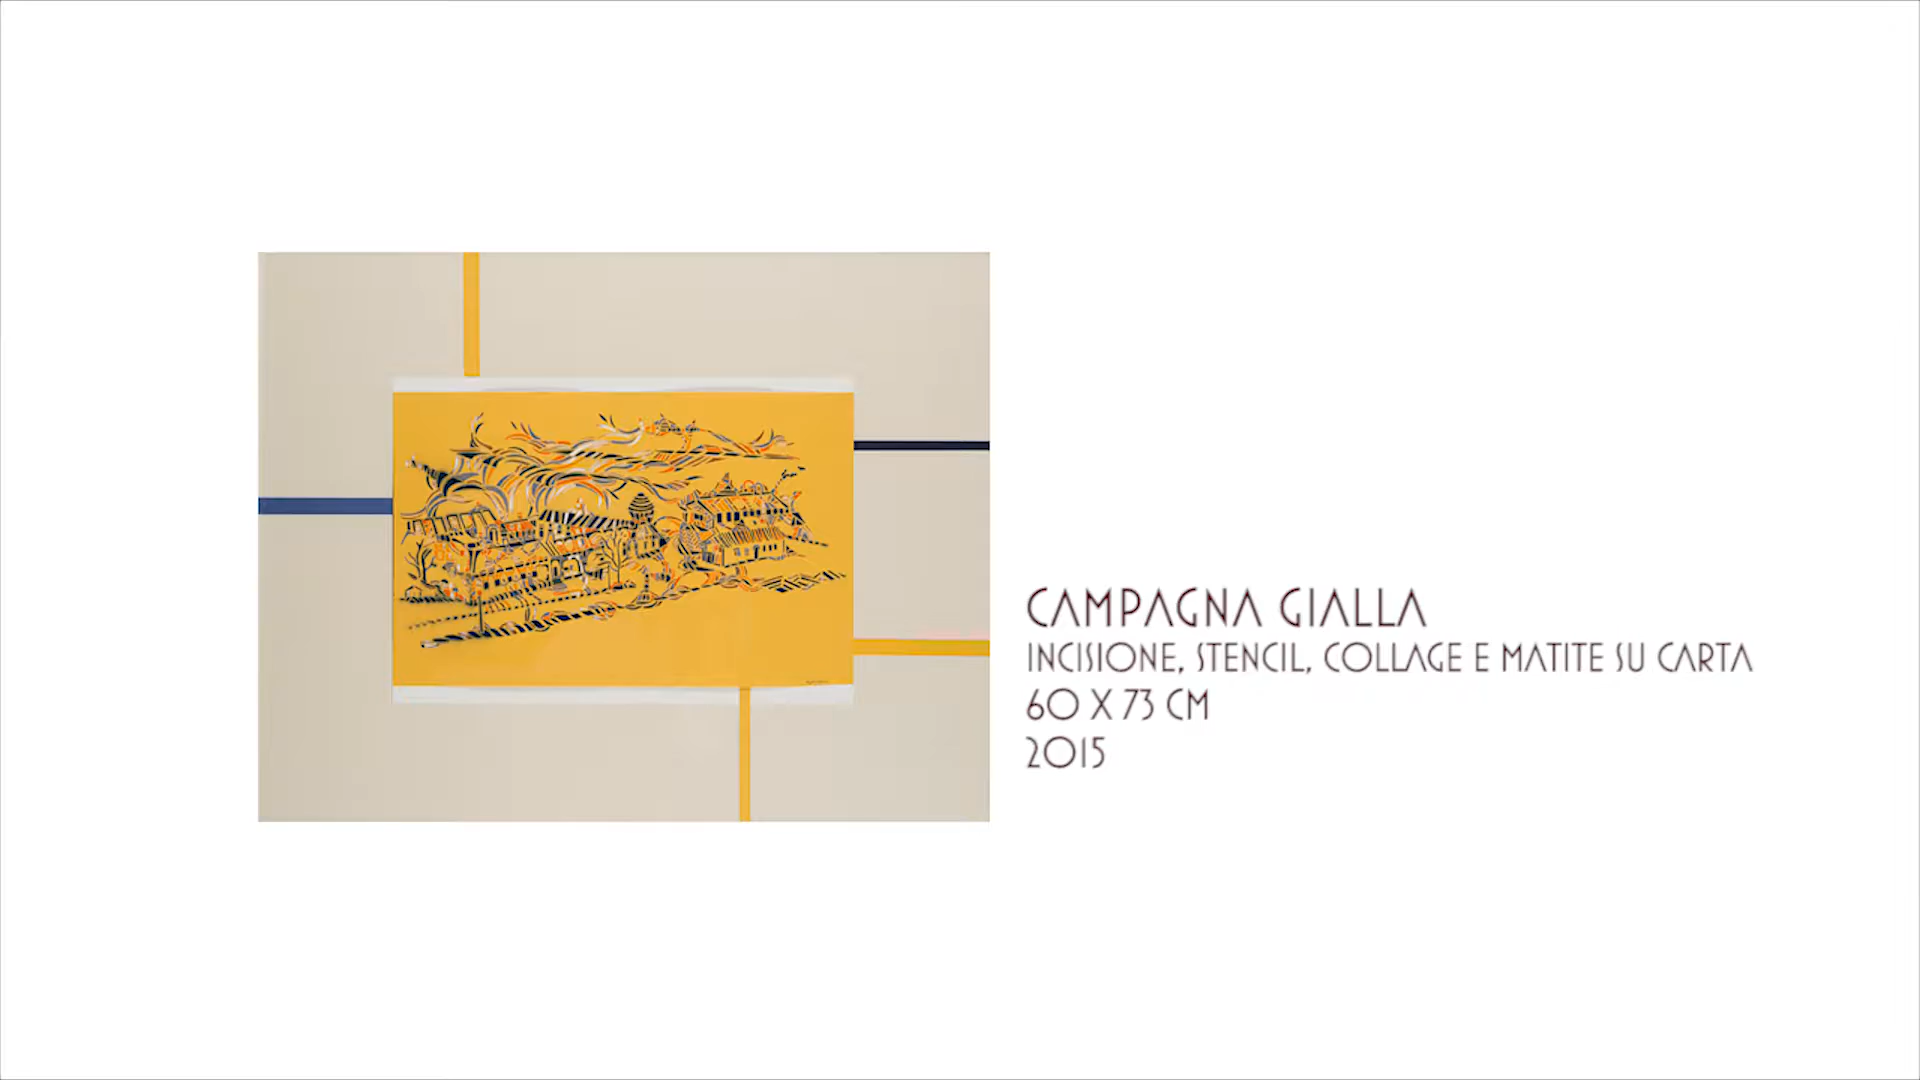 CAMPAGNA GIALLA
INCISIONE, STENCIL, COLLAGE E MATITE SU CARTA
60 X 73 CM
2015